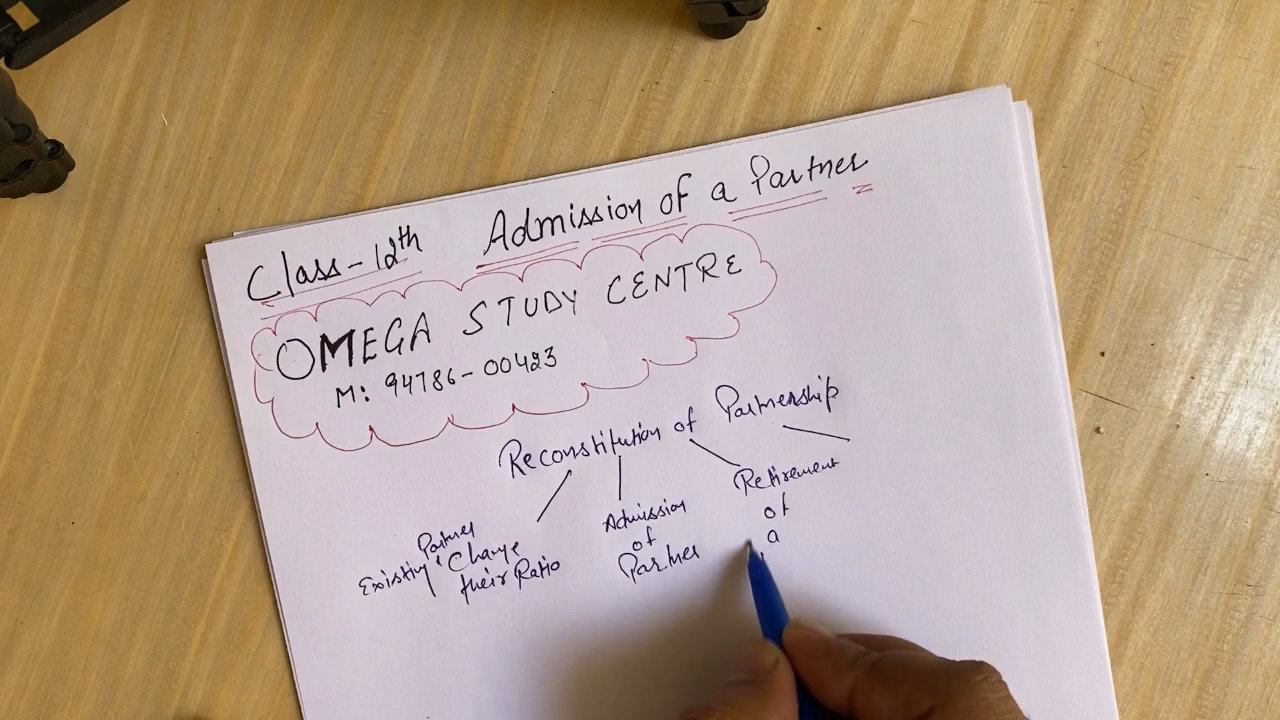 Class-12th Admission of a Partner
OMEGA STUDY CENTRE
M: 94786-00423
Reconstitution of Partnership
Partner
Existing Change
their Ratio
Admission
of
Partner
Retirement
of
a